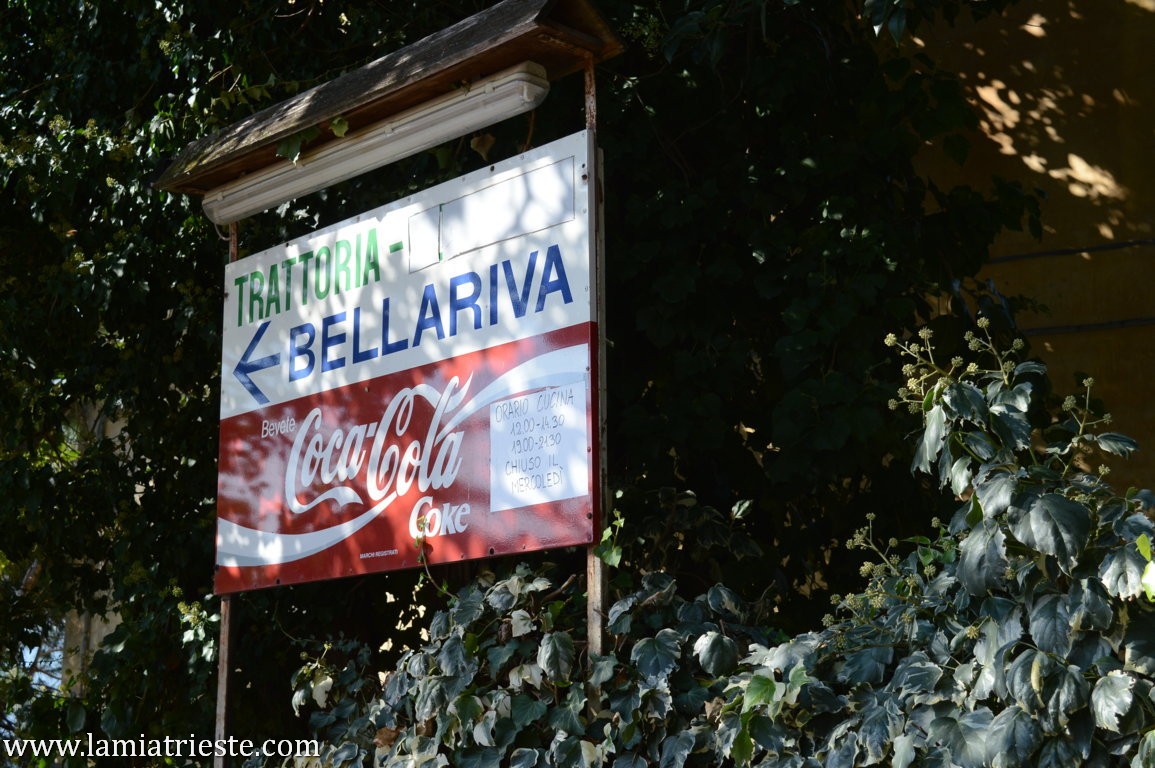 TRATTORIA -
BELLARIVA
Bevete
Coca-Cola
Coke
MARCHI REGISTRATI
ORARIO CUCINA
12.00-14.30
19.00-21.30
CHIUSO IL
MERCOLEDÌ
www.lamiatrieste.com